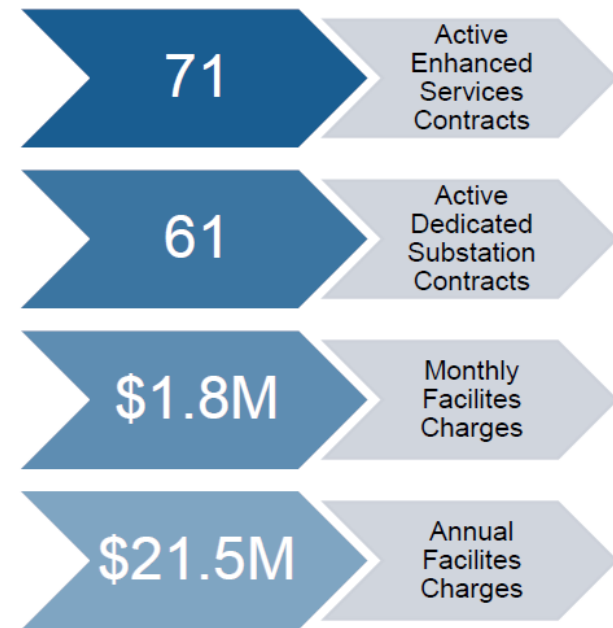 71
Active
Enhanced
Services
Contracts
61
Active
Dedicated
Substation
Contracts
$1.8M
Monthly
Facilites
Charges
$21.5M
Annual
Facilites
Charges